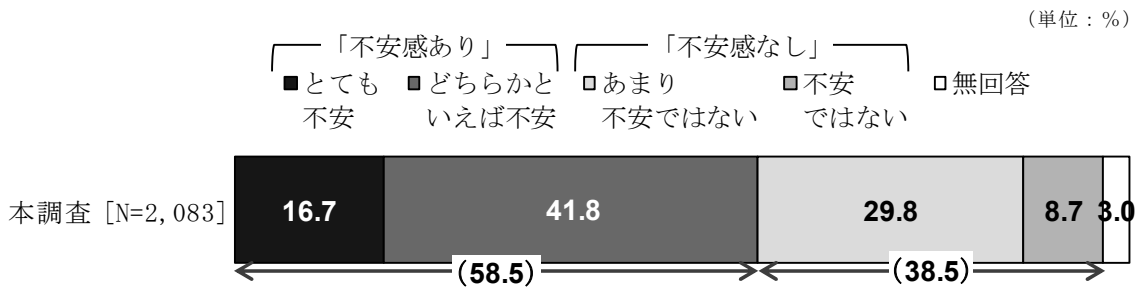 （単位：％）
「不安感あり」 「不安感なし」
■とても ■どちらかと ■あまり ■不安 □無回答
不安 いえば不安 不安ではない ではない
本調査 [N=2,083] 16.7 41.8 29.8 8.7 3.0
(58.5) (38.5)